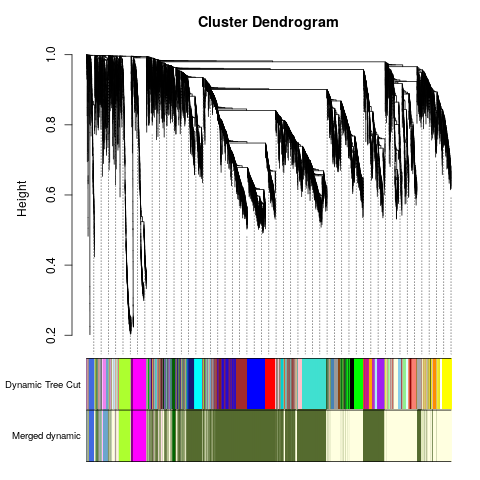 Cluster Dendrogram
Height
1.0
0.8
0.6
0.4
0.2
Dynamic Tree Cut
Merged dynamic